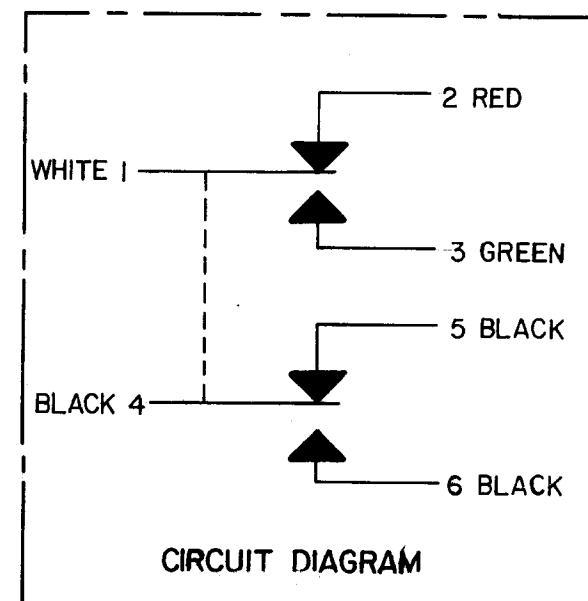 2 RED
WHITE 1
3 GREEN
5 BLACK
BLACK 4
6 BLACK
CIRCUIT DIAGRAM